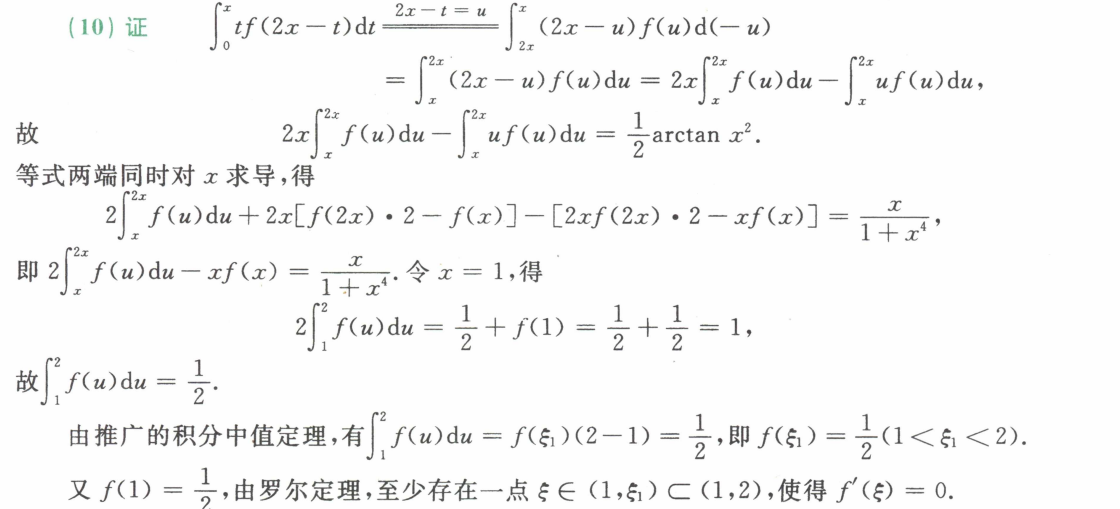 (10) 证 $\int_0^x tf(2x-t)\mathrm{d}t \xlongequal{2x-t=u} \int_{2x}^x (2x-u)f(u)\mathrm{d}(-u)$
$= \int_x^{2x} (2x-u)f(u)\mathrm{d}u = 2x\int_x^{2x} f(u)\mathrm{d}u - \int_x^{2x} uf(u)\mathrm{d}u,$
故 $2x\int_x^{2x} f(u)\mathrm{d}u - \int_x^{2x} uf(u)\mathrm{d}u = \frac{1}{2}\arctan x^2.$
等式两端同时对 x 求导,得
$2\int_x^{2x} f(u)\mathrm{d}u + 2x[f(2x)\cdot 2 - f(x)] - [2xf(2x)\cdot 2 - xf(x)] = \frac{x}{1+x^4},$
即 $2\int_x^{2x} f(u)\mathrm{d}u - xf(x) = \frac{x}{1+x^4}.$ 令 $x=1$,得
$2\int_1^2 f(u)\mathrm{d}u = \frac{1}{2} + f(1) = \frac{1}{2} + \frac{1}{2} = 1,$
故 $\int_1^2 f(u)\mathrm{d}u = \frac{1}{2}.$
由推广的积分中值定理,有 $\int_1^2 f(u)\mathrm{d}u = f(\xi_1)(2-1) = \frac{1}{2}$,即 $f(\xi_1) = \frac{1}{2}(1<\xi_1<2).$
又 $f(1) = \frac{1}{2}$,由罗尔定理,至少存在一点 $\xi \in (1,\xi_1) \subset (1,2)$,使得 $f'(\xi) = 0.$